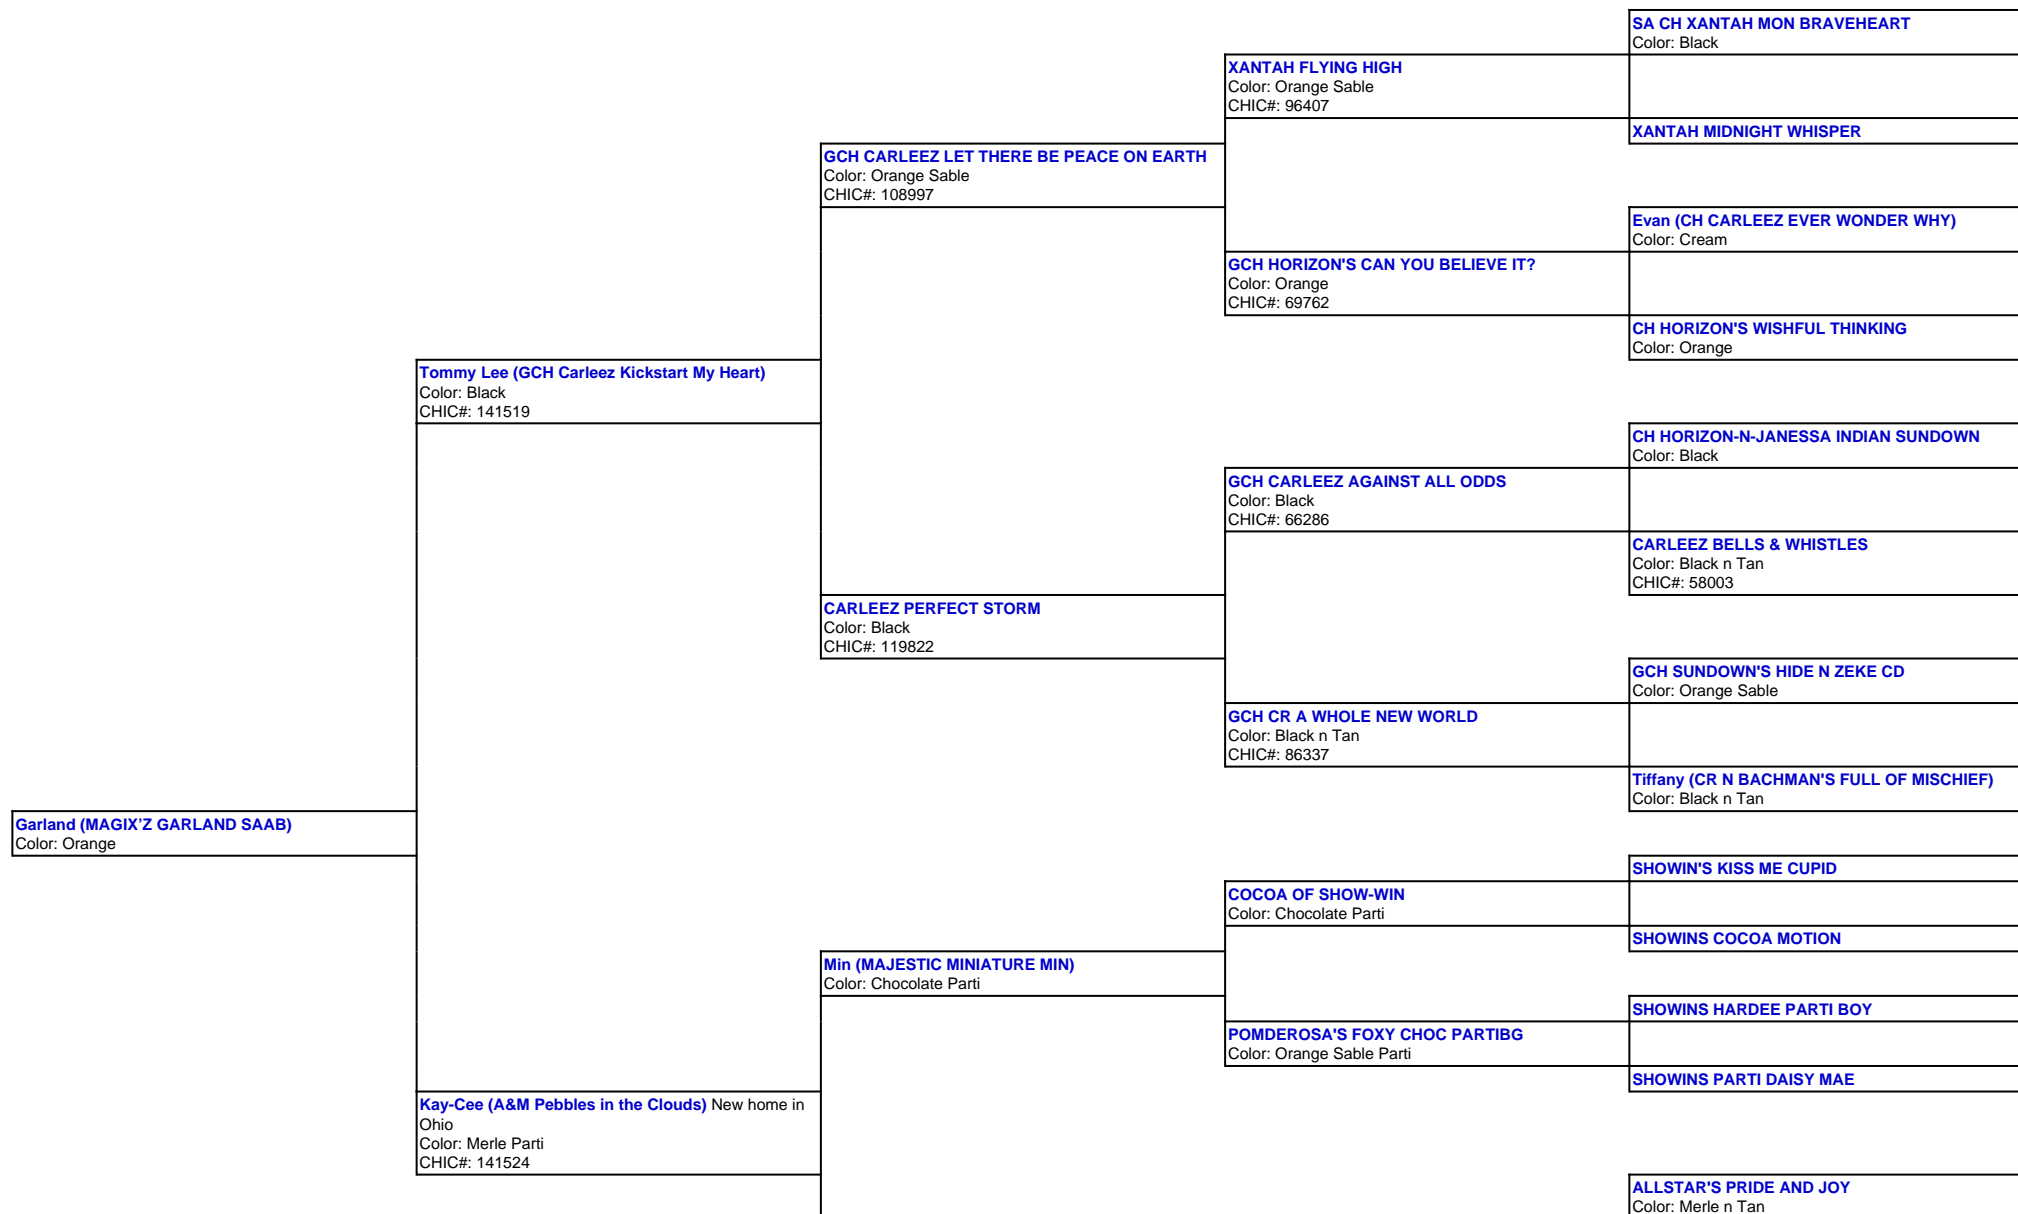 SA CH XANTAH MON BRAVEHEART
Color: Black
XANTAH FLYING HIGH
Color: Orange Sable
CHIC#: 96407
XANTAH MIDNIGHT WHISPER
GCH CARLEEZ LET THERE BE PEACE ON EARTH
Color: Orange Sable
CHIC#: 108997
Evan (CH CARLEEZ EVER WONDER WHY)
Color: Cream
GCH HORIZON'S CAN YOU BELIEVE IT?
Color: Orange
CHIC#: 69762
CH HORIZON'S WISHFUL THINKING
Color: Orange
Tommy Lee (GCH Carleez Kickstart My Heart)
Color: Black
CHIC#: 141519
CH HORIZON-N-JANESSA INDIAN SUNDOWN
Color: Black
GCH CARLEEZ AGAINST ALL ODDS
Color: Black
CHIC#: 66286
CARLEEZ BELLS & WHISTLES
Color: Black n Tan
CHIC#: 58003
CARLEEZ PERFECT STORM
Color: Black
CHIC#: 119822
GCH SUNDOWN'S HIDE N ZEKE CD
Color: Orange Sable
GCH CR A WHOLE NEW WORLD
Color: Black n Tan
CHIC#: 86337
Tiffany (CR N BACHMAN'S FULL OF MISCHIEF)
Color: Black n Tan
Garland (MAGIX’Z GARLAND SAAB)
Color: Orange
SHOWIN'S KISS ME CUPID
COCOA OF SHOW-WIN
Color: Chocolate Parti
SHOWINS COCOA MOTION
Min (MAJESTIC MINIATURE MIN)
Color: Chocolate Parti
SHOWINS HARDEE PARTI BOY
POMDEROSA'S FOXY CHOC PARTIBG
Color: Orange Sable Parti
SHOWINS PARTI DAISY MAE
Kay-Cee (A&M Pebbles in the Clouds) New home in
Ohio
Color: Merle Parti
CHIC#: 141524
ALLSTAR'S PRIDE AND JOY
Color: Merle n Tan